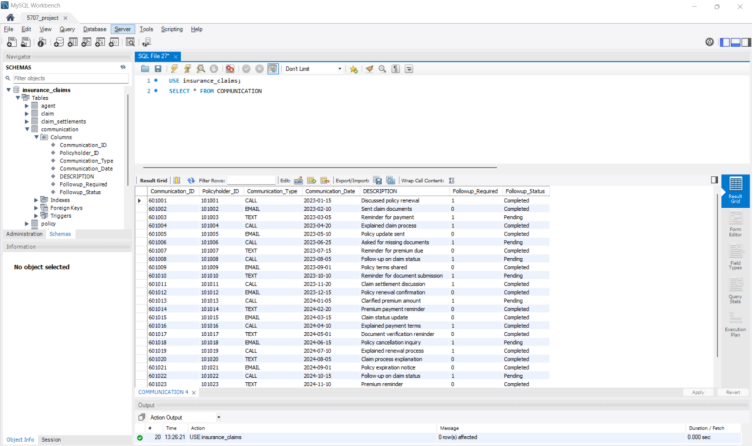 MySQL Workbench
5707_project
File Edit View Query Database Server Tools Scripting Help
Navigator
SCHEMAS
Filter objects
insurance_claims
Tables
agent
claim
claim_settlements
communication
Columns
Communication_ID
Policyholder_ID
Communication_Type
Communication_Date
DESCRIPTION
Followup_Required
Followup_Status
Indexes
Foreign Keys
Triggers
policy
Administration Schemas
Information
No object selected
Object Info Session
SQL File 27*
Don't Limit
1 USE insurance_claims;
2 SELECT * FROM COMMUNICATION
Result Grid Filter Rows: Edit: Export/Import: Wrap Cell Content:
Communication_ID Policyholder_ID Communication_Type Communication_Date DESCRIPTION Followup_Required Followup_Status
601001 101001 CALL 2023-01-15 Discussed policy renewal 1 Completed
601002 101002 EMAIL 2023-02-10 Sent claim documents 0 Completed
601003 101003 TEXT 2023-03-05 Reminder for payment 1 Pending
601004 101004 CALL 2023-04-20 Explained claim process 1 Completed
601005 101005 EMAIL 2023-05-10 Policy update sent 0 Completed
601006 101006 CALL 2023-06-25 Asked for missing documents 1 Pending
601007 101007 TEXT 2023-07-15 Reminder for premium due 0 Completed
601008 101008 CALL 2023-08-05 Follow-up on claim status 1 Pending
601009 101009 EMAIL 2023-09-01 Policy terms shared 0 Completed
601010 101010 TEXT 2023-10-10 Reminder for document submission 1 Pending
601011 101011 CALL 2023-11-20 Claim settlement discussion 1 Completed
601012 101012 EMAIL 2023-12-15 Policy renewal confirmation 0 Completed
601013 101013 CALL 2024-01-05 Clarified premium amount 1 Pending
601014 101014 TEXT 2024-02-20 Premium payment reminder 0 Completed
601015 101015 EMAIL 2024-03-15 Claim status update 0 Completed
601016 101016 CALL 2024-04-10 Explained payment terms 1 Completed
601017 101017 TEXT 2024-05-01 Document verification reminder 0 Completed
601018 101018 EMAIL 2024-06-15 Policy cancellation inquiry 1 Pending
601019 101019 CALL 2024-07-10 Explained renewal process 1 Completed
601020 101020 TEXT 2024-08-05 Claim process explanation 0 Completed
601021 101021 EMAIL 2024-09-01 Policy expiration notice 0 Completed
601022 101022 CALL 2024-10-15 Follow-up on claim status 1 Pending
601023 101023 TEXT 2024-11-10 Premium reminder 0 Completed
Result Grid
Form Editor
Field Types
Query Stats
Execution Plan
COMMUNICATION 4
Apply Revert
Output
Action Output
# Time Action Message Duration / Fetch
20 13:26:21 USE insurance_claims 0 row(s) affected 0.000 sec